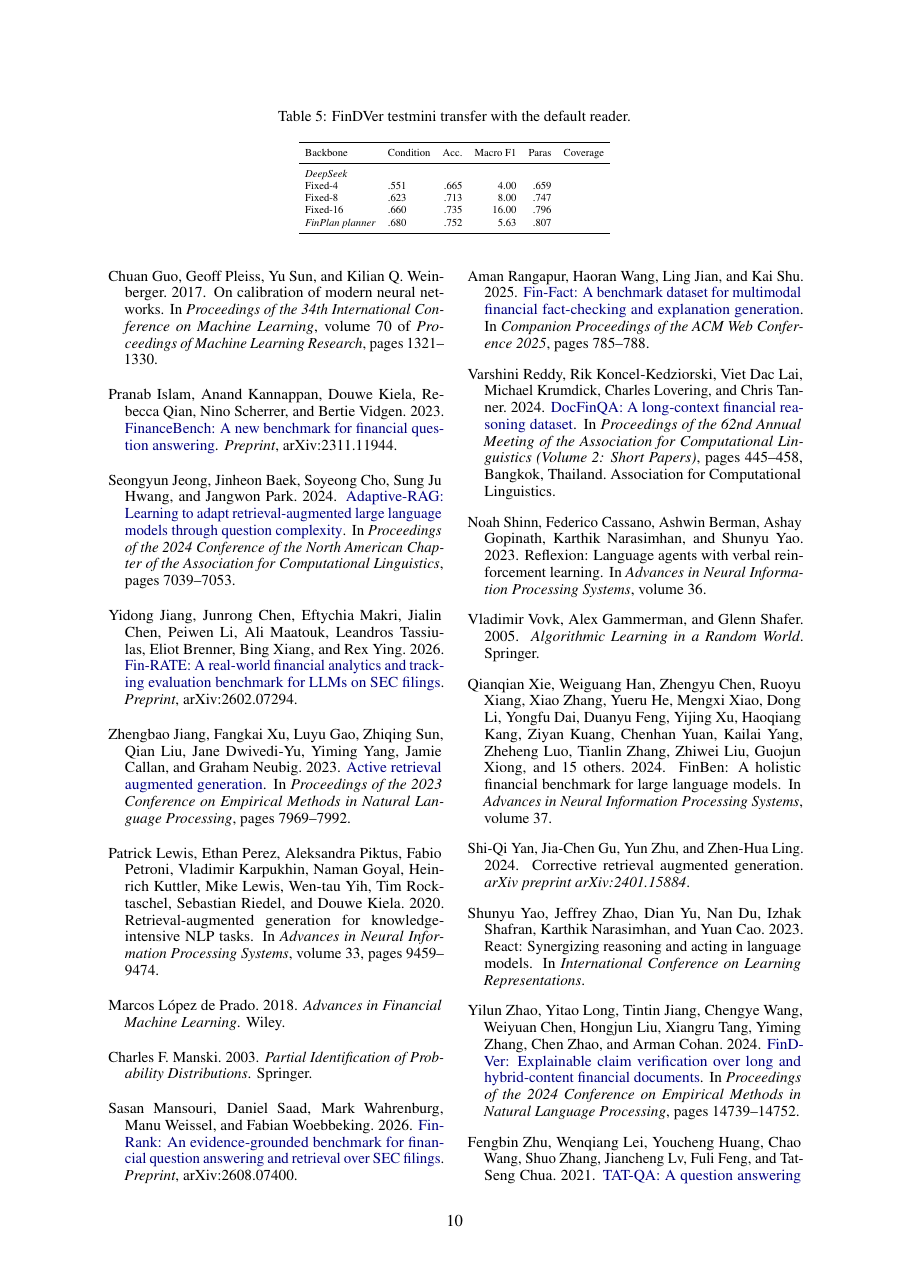 Table 5: FinDVer testmini transfer with the default reader.
Backbone Condition Acc. Macro F1 Paras Coverage
DeepSeek
Fixed-4 .551 .665 4.00 .659
Fixed-8 .623 .713 8.00 .747
Fixed-16 .660 .735 16.00 .796
FinPlan planner .680 .752 5.63 .807
Chuan Guo, Geoff Pleiss, Yu Sun, and Kilian Q. Wein-
berger. 2017. On calibration of modern neural net-
works. In Proceedings of the 34th International Con-
ference on Machine Learning, volume 70 of Pro-
ceedings of Machine Learning Research, pages 1321–
1330.
Pranab Islam, Anand Kannappan, Douwe Kiela, Re-
becca Qian, Nino Scherrer, and Bertie Vidgen. 2023.
FinanceBench: A new benchmark for financial ques-
tion answering. Preprint, arXiv:2311.11944.
Seongyun Jeong, Jinheon Baek, Soyeong Cho, Sung Ju
Hwang, and Jangwon Park. 2024. Adaptive-RAG:
Learning to adapt retrieval-augmented large language
models through question complexity. In Proceedings
of the 2024 Conference of the North American Chap-
ter of the Association for Computational Linguistics,
pages 7039–7053.
Yidong Jiang, Junrong Chen, Eftychia Makri, Jialin
Chen, Peiwen Li, Ali Maatouk, Leandros Tassiu-
las, Eliot Brenner, Bing Xiang, and Rex Ying. 2026.
Fin-RATE: A real-world financial analytics and track-
ing evaluation benchmark for LLMs on SEC filings.
Preprint, arXiv:2602.07294.
Zhengbao Jiang, Fangkai Xu, Luyu Gao, Zhiqing Sun,
Qian Liu, Jane Dwivedi-Yu, Yiming Yang, Jamie
Callan, and Graham Neubig. 2023. Active retrieval
augmented generation. In Proceedings of the 2023
Conference on Empirical Methods in Natural Lan-
guage Processing, pages 7969–7992.
Patrick Lewis, Ethan Perez, Aleksandra Piktus, Fabio
Petroni, Vladimir Karpukhin, Naman Goyal, Hein-
rich Kuttler, Mike Lewis, Wen-tau Yih, Tim Rock-
taschel, Sebastian Riedel, and Douwe Kiela. 2020.
Retrieval-augmented generation for knowledge-
intensive NLP tasks. In Advances in Neural Infor-
mation Processing Systems, volume 33, pages 9459–
9474.
Marcos López de Prado. 2018. Advances in Financial
Machine Learning. Wiley.
Charles F. Manski. 2003. Partial Identification of Prob-
ability Distributions. Springer.
Sasan Mansouri, Daniel Saad, Mark Wahrenburg,
Manu Weissel, and Fabian Woebbeking. 2026. Fin-
Rank: An evidence-grounded benchmark for finan-
cial question answering and retrieval over SEC filings.
Preprint, arXiv:2608.07400.
Aman Rangapur, Haoran Wang, Ling Jian, and Kai Shu.
2025. Fin-Fact: A benchmark dataset for multimodal
financial fact-checking and explanation generation.
In Companion Proceedings of the ACM Web Confer-
ence 2025, pages 785–788.
Varshini Reddy, Rik Koncel-Kedziorski, Viet Dac Lai,
Michael Krumdick, Charles Lovering, and Chris Tan-
ner. 2024. DocFinQA: A long-context financial rea-
soning dataset. In Proceedings of the 62nd Annual
Meeting of the Association for Computational Lin-
guistics (Volume 2: Short Papers), pages 445–458,
Bangkok, Thailand. Association for Computational
Linguistics.
Noah Shinn, Federico Cassano, Ashwin Berman, Ashay
Gopinath, Karthik Narasimhan, and Shunyu Yao.
2023. Reflexion: Language agents with verbal rein-
forcement learning. In Advances in Neural Informa-
tion Processing Systems, volume 36.
Vladimir Vovk, Alex Gammerman, and Glenn Shafer.
2005. Algorithmic Learning in a Random World.
Springer.
Qianqian Xie, Weiguang Han, Zhengyu Chen, Ruoyu
Xiang, Xiao Zhang, Yueru He, Mengxi Xiao, Dong
Li, Yongfu Dai, Duanyu Feng, Yijing Xu, Haoqiang
Kang, Ziyan Kuang, Chenhan Yuan, Kailai Yang,
Zheheng Luo, Tianlin Zhang, Zhiwei Liu, Guojun
Xiong, and 15 others. 2024. FinBen: A holistic
financial benchmark for large language models. In
Advances in Neural Information Processing Systems,
volume 37.
Shi-Qi Yan, Jia-Chen Gu, Yun Zhu, and Zhen-Hua Ling.
2024. Corrective retrieval augmented generation.
arXiv preprint arXiv:2401.15884.
Shunyu Yao, Jeffrey Zhao, Dian Yu, Nan Du, Izhak
Shafran, Karthik Narasimhan, and Yuan Cao. 2023.
React: Synergizing reasoning and acting in language
models. In International Conference on Learning
Representations.
Yilun Zhao, Yitao Long, Tintin Jiang, Chengye Wang,
Weiyuan Chen, Hongjun Liu, Xiangru Tang, Yiming
Zhang, Chen Zhao, and Arman Cohan. 2024. FinD-
Ver: Explainable claim verification over long and
hybrid-content financial documents. In Proceedings
of the 2024 Conference on Empirical Methods in
Natural Language Processing, pages 14739–14752.
Fengbin Zhu, Wenqiang Lei, Youcheng Huang, Chao
Wang, Shuo Zhang, Jiancheng Lv, Fuli Feng, and Tat-
Seng Chua. 2021. TAT-QA: A question answering
10